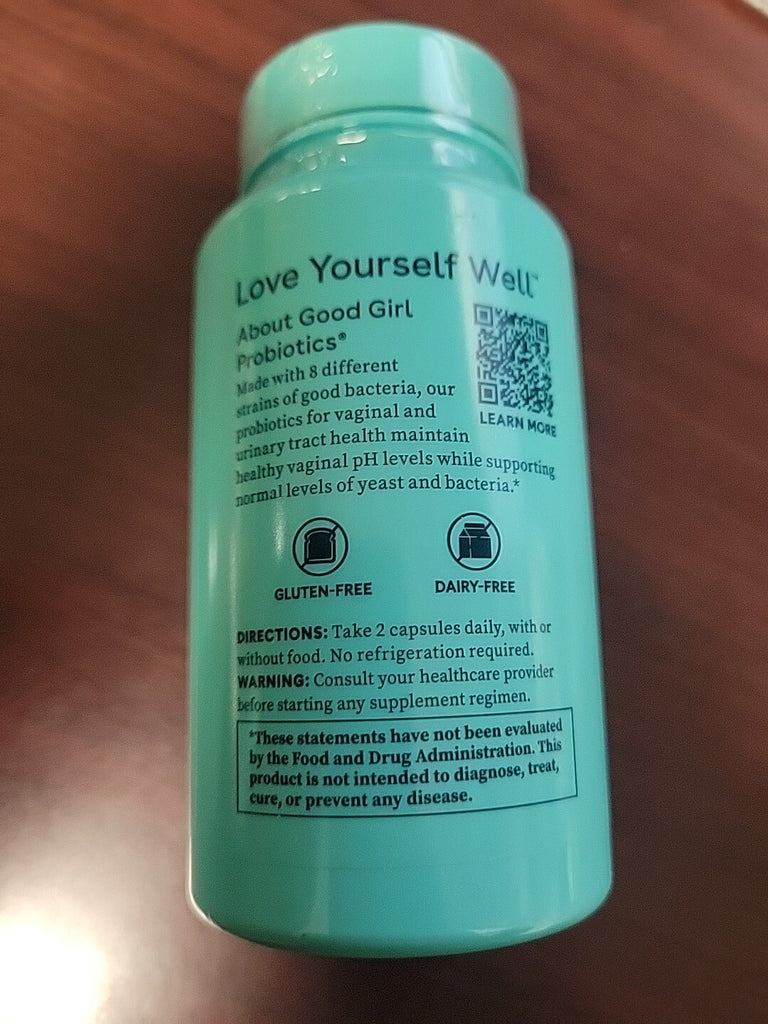 Love Yourself Well™
About Good Girl
Probiotics®
Made with 8 different
strains of good bacteria, our
probiotics for vaginal and
urinary tract health maintain
healthy vaginal pH levels while supporting
normal levels of yeast and bacteria.*
LEARN MORE
GLUTEN-FREE
DAIRY-FREE
DIRECTIONS: Take 2 capsules daily, with or
without food. No refrigeration required.
WARNING: Consult your healthcare provider
before starting any supplement regimen.
*These statements have not been evaluated
by the Food and Drug Administration. This
product is not intended to diagnose, treat,
cure, or prevent any disease.